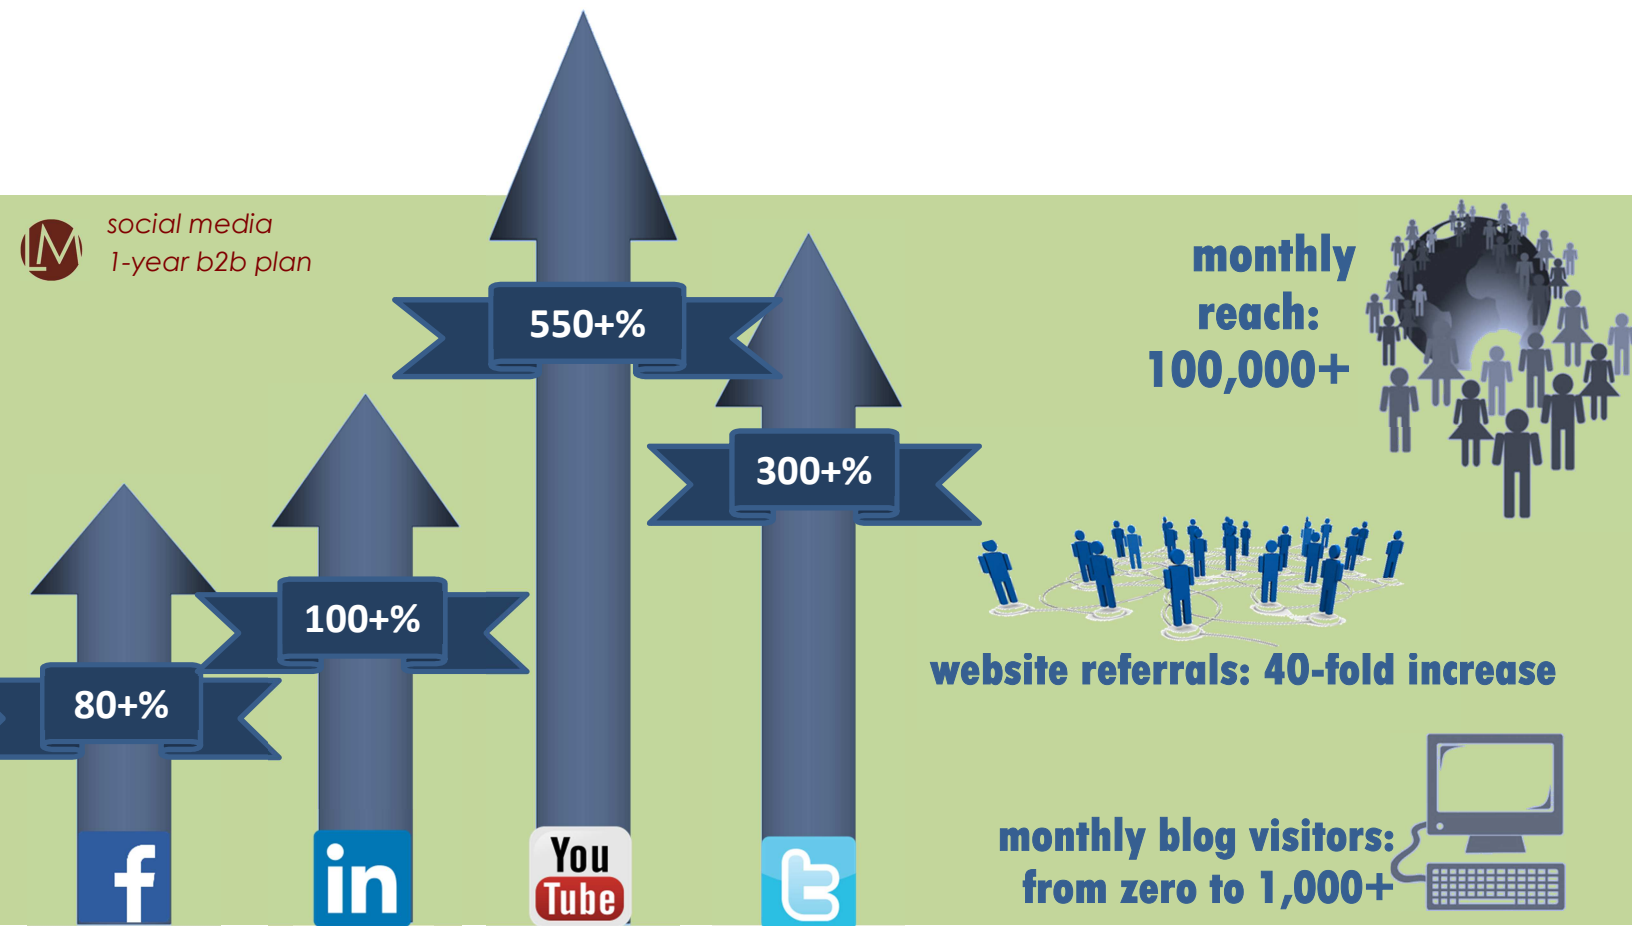 LM
social media
1-year b2b plan
550+%
300+%
100+%
80+%
f
in
You
Tube
t
monthly
reach:
100,000+
website referrals: 40-fold increase
monthly blog visitors:
from zero to 1,000+